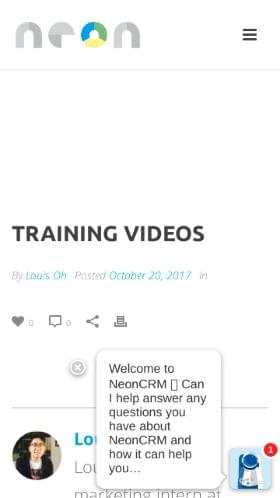 neon
TRAINING VIDEOS
By Louis Oh Posted October 20, 2017 In
0 0
Welcome to
NeonCRM Can
I help answer any
questions you
have about
NeonCRM and
how it can help
you...
1
Lou
Lou
marketing intern at